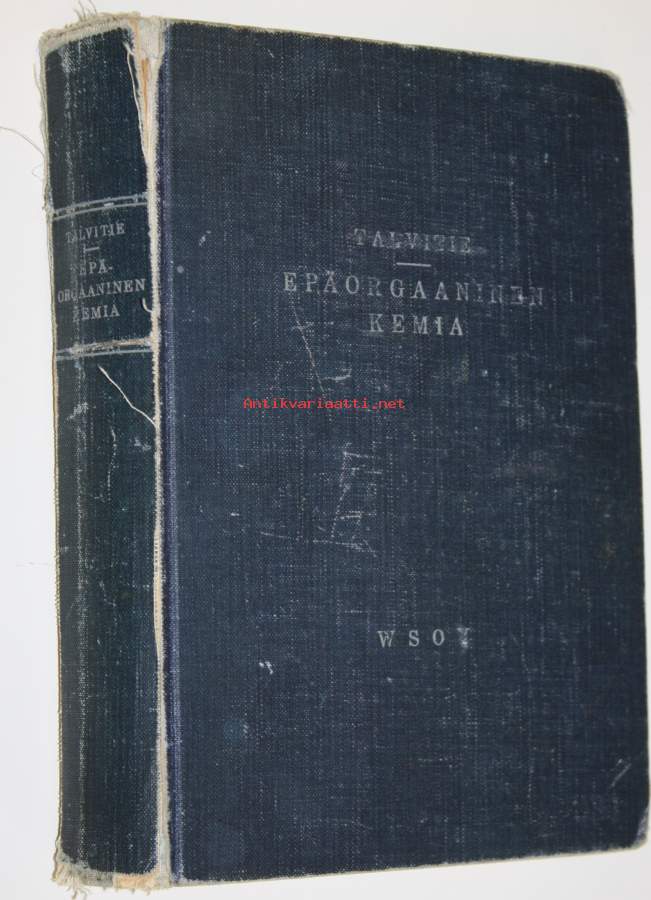 TALVITIE
EPÄ-
ORGAANINEN
KEMIA
TALVITIE
EPÄORGAANINEN
KEMIA
Antikvariaatti.net
WSOY